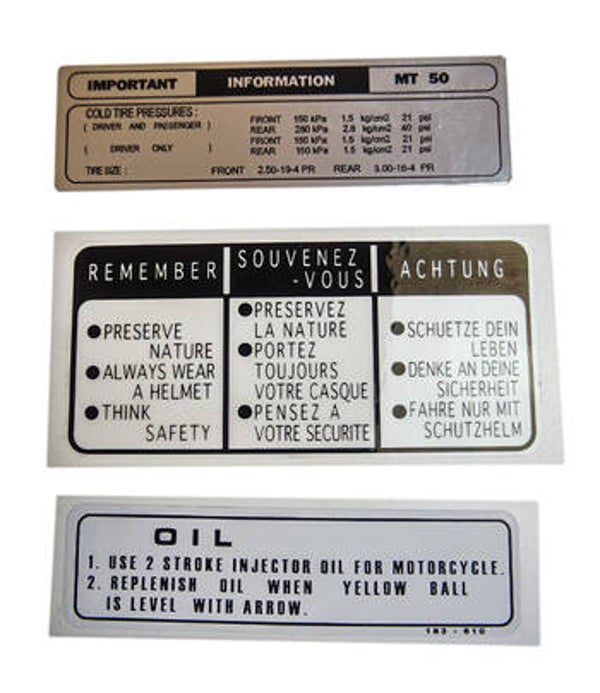 IMPORTANT INFORMATION MT 50
COLD TIRE PRESSURES :
( DRIVER AND PASSENGER ) FRONT 150 kPa 1.5 kg/cm2 21 psi
REAR 280 kPa 2.8 kg/cm2 40 psi
( DRIVER ONLY ) FRONT 150 kPa 1.5 kg/cm2 21 psi
REAR 150 kPa 1.5 kg/cm2 21 psi
TIRE SIZE : FRONT 2.50-19-4 PR REAR 3.00-16-4 PR
REMEMBER
●PRESERVE
NATURE
●ALWAYS WEAR
A HELMET
●THINK
SAFETY
SOUVENEZ
-VOUS
●PRESERVEZ
LA NATURE
●PORTEZ
TOUJOURS
VOTRE CASQUE
●PENSEZ A
VOTRE SECURITE
ACHTUNG
●SCHUETZE DEIN
LEBEN
●DENKE AN DEINE
SICHERHEIT
●FAHRE NUR MIT
SCHUTZHELM
OIL
1. USE 2 STROKE INJECTOR OIL FOR MOTORCYCLE.
2. REPLENISH OIL WHEN YELLOW BALL
IS LEVEL WITH ARROW.
183 - 610